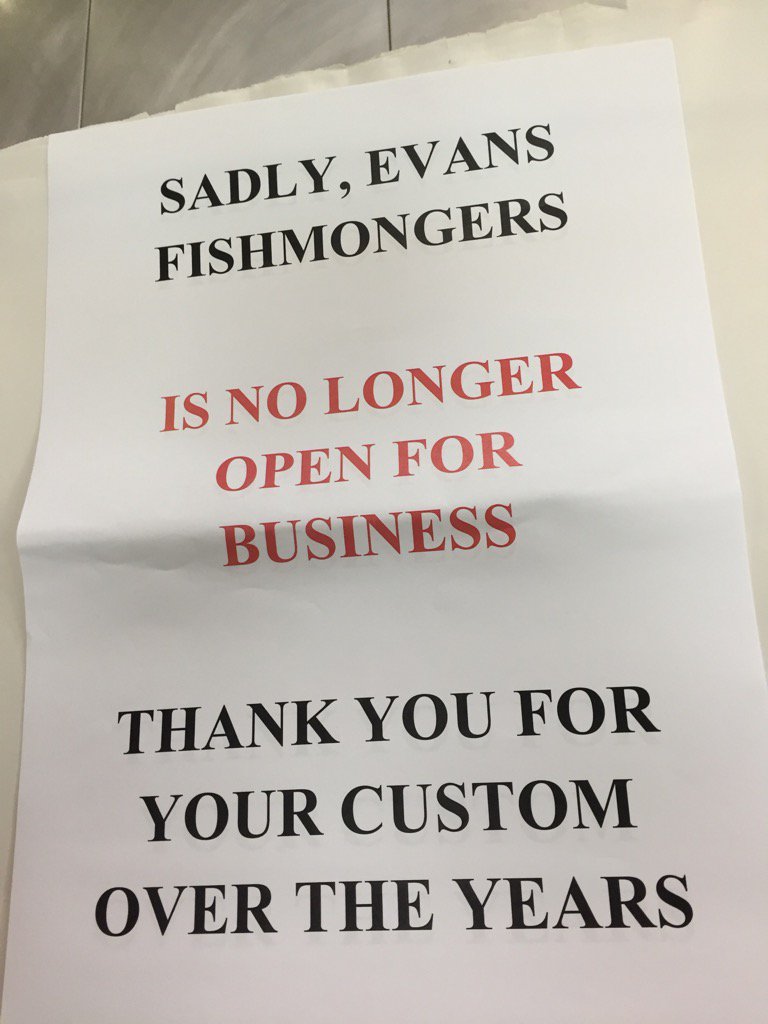 SADLY, EVANS
FISHMONGERS
IS NO LONGER
OPEN FOR
BUSINESS
THANK YOU FOR
YOUR CUSTOM
OVER THE YEARS